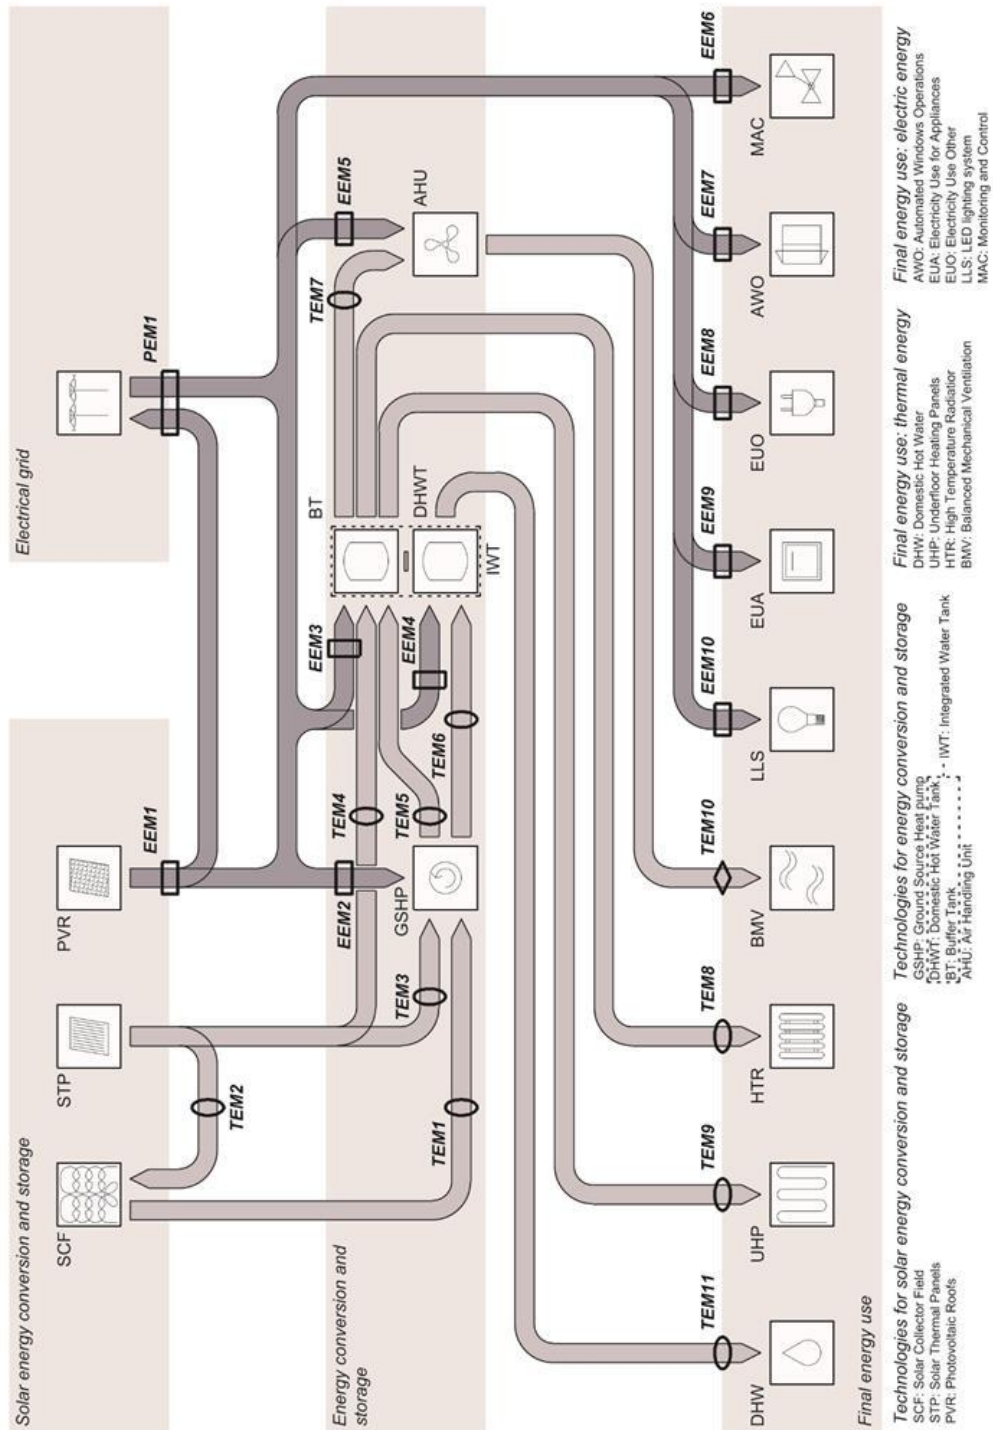 Solar energy conversion and storage
Electrical grid
SCF
STP
PVR
EEM1
PEM1
TEM2
Energy conversion and
storage
TEM1
TEM3
EEM2
GSHP
TEM4
TEM5
TEM6
EEM3
EEM4
BT
DHWT
IWT
TEM7
EEM5
AHU
TEM11
TEM9
TEM8
TEM10
EEM10
EEM9
EEM8
EEM7
EEM6
DHW
UHP
HTR
BMV
LLS
EUA
EUO
AWO
MAC
Final energy use
Technologies for solar energy conversion and storage
SCF: Solar Collector Field
STP: Solar Thermal Panels
PVR: Photovoltaic Roofs
Technologies for energy conversion and storage
GSHP: Ground Source Heat pump
DHWT: Domestic Hot Water Tank
BT: Buffer Tank
IWT: Integrated Water Tank
AHU: Air Handling Unit
Final energy use: thermal energy
DHW: Domestic Hot Water
UHP: Underfloor Heating Panels
HTR: High Temperature Radiatior
BMV: Balanced Mechanical Ventilation
Final energy use: electric energy
AWO: Automated Windows Operations
EUA: Electricity Use for Appliances
EUO: Electricity Use Other
LLS: LED lighting system
MAC: Monitoring and Control